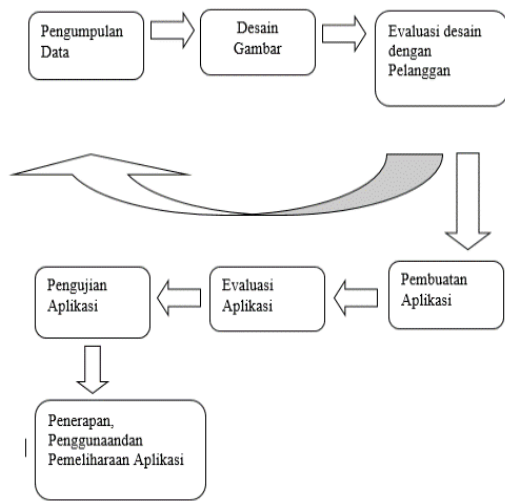 Pengumpulan
Data
Desain
Gambar
Evaluasi desain
dengan
Pelanggan
Pembuatan
Aplikasi
Evaluasi
Aplikasi
Pengujian
Aplikasi
Penerapan,
Penggunaandan
Pemeliharaan Aplikasi